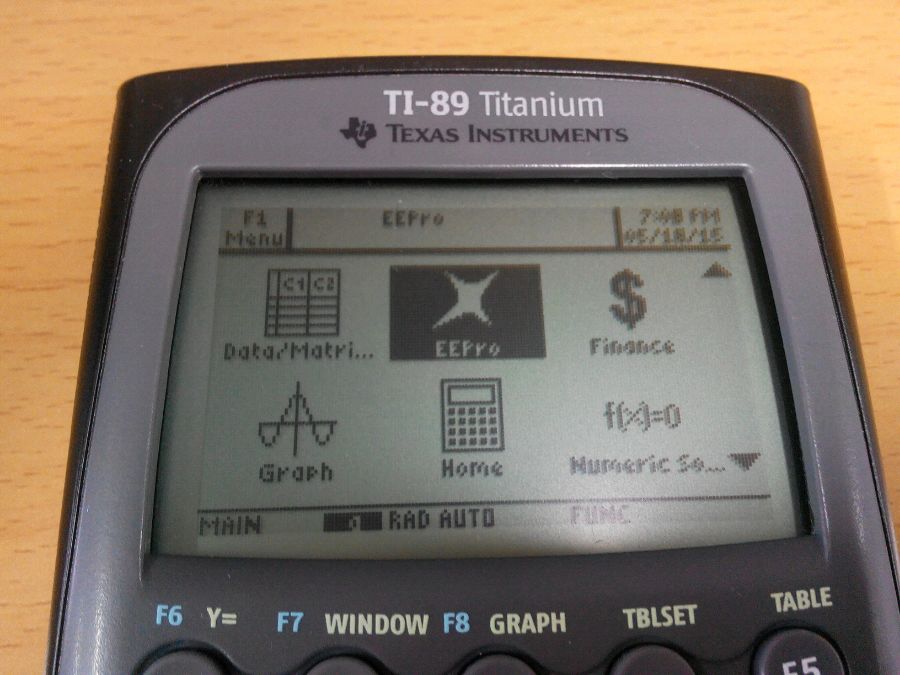 TI-89 Titanium
TEXAS INSTRUMENTS
F1 EEPro 7:08 PM
Menu 05/18/15
C1 C2
Data/Matri... EEPro $ Finance
f(x)=0
Graph Home Numeric So...
MAIN RAD AUTO FUNC
F6 Y= F7 WINDOW F8 GRAPH TBLSET TABLE
F5